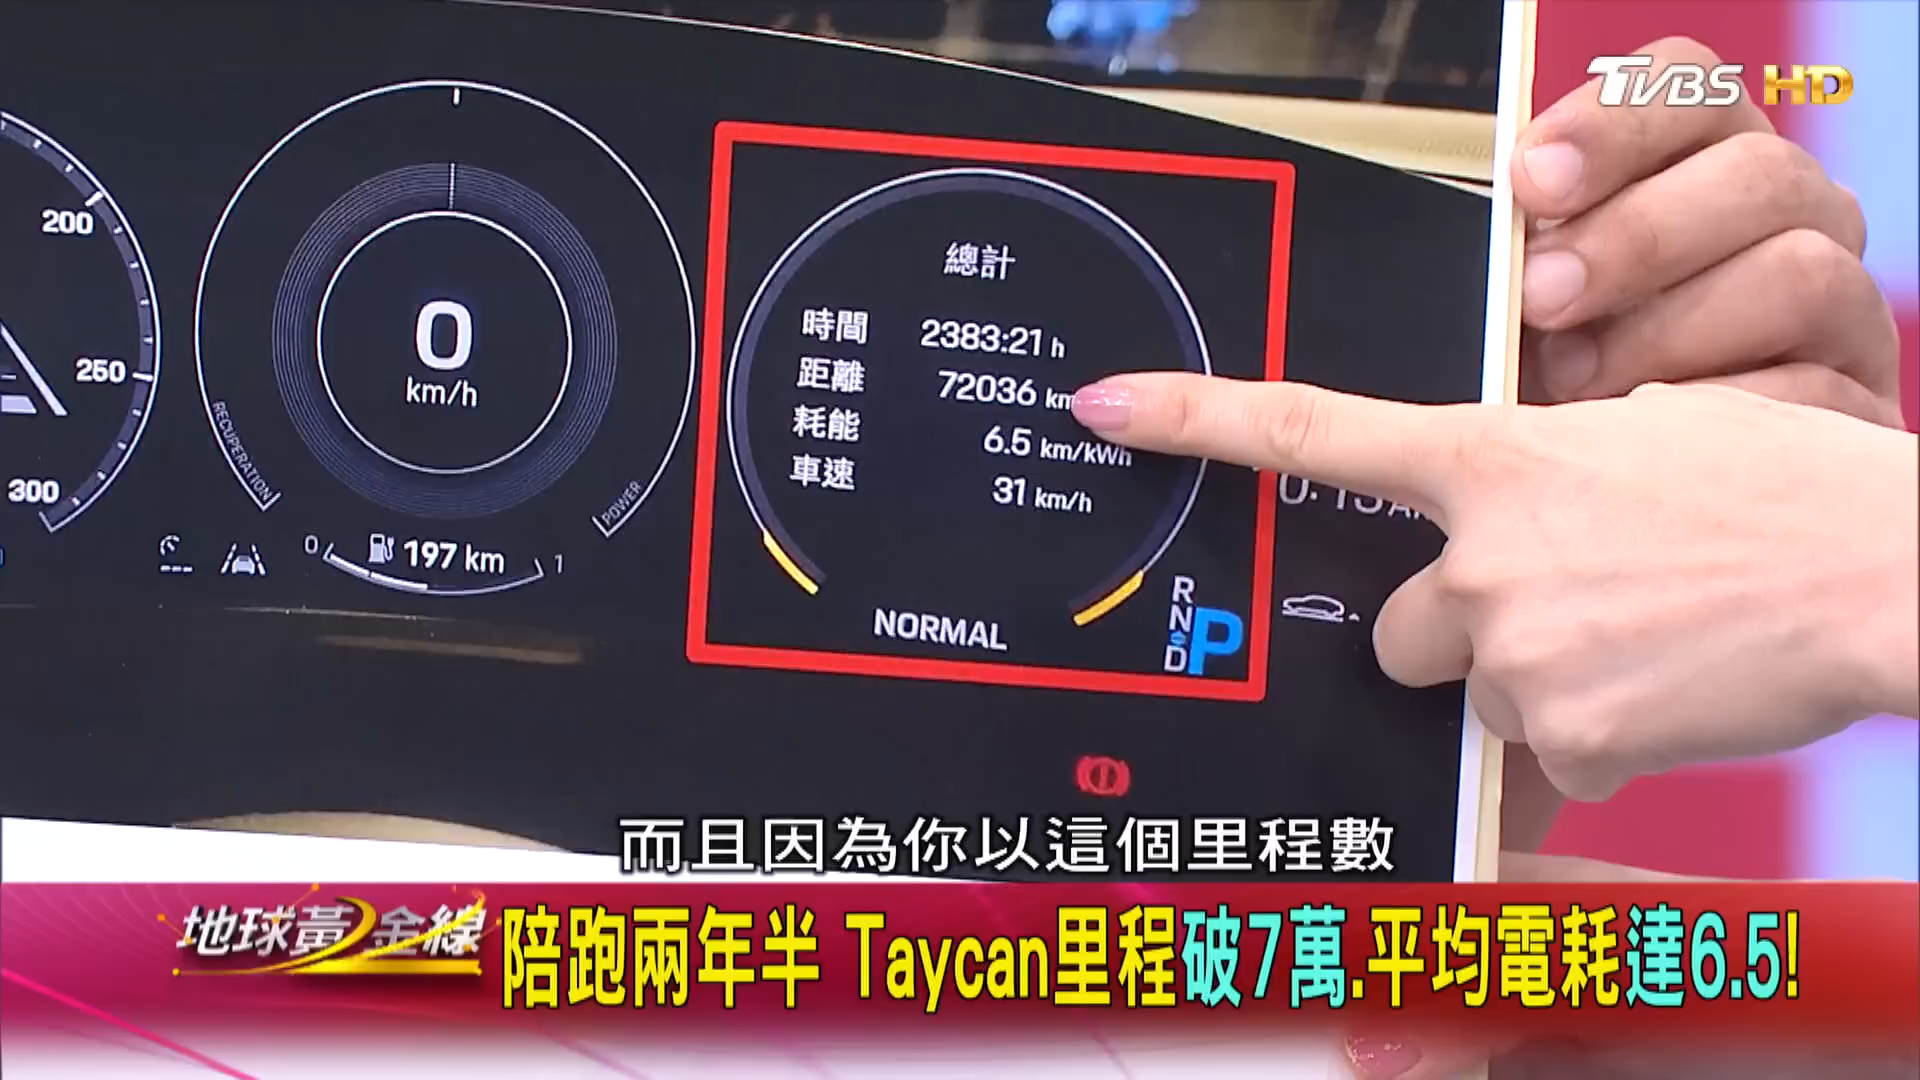 TVBS HD
200
250
300
RECUPERATION
0
km/h
POWER
0
197 km
1
總計
時間 2383:21 h
距離 72036 km
耗能 6.5 km/kWh
車速 31 km/h
NORMAL
R
N
D
P
而且因為你以這個里程數
地球黃金線
陪跑兩年半 Taycan里程破7萬.平均電耗達6.5!